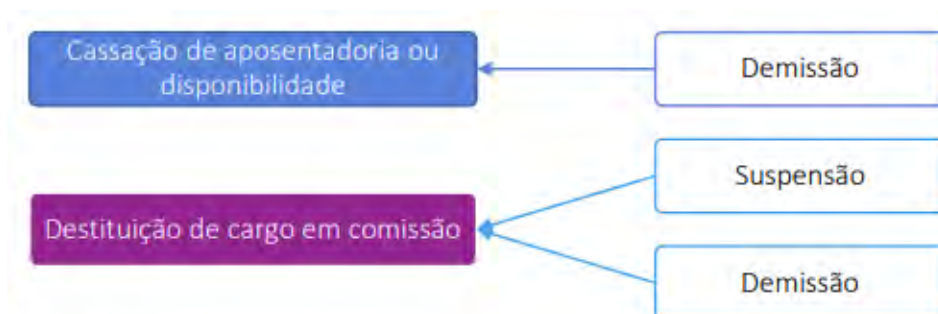 Cassação de aposentadoria ou
disponibilidade
Demissão
Suspensão
Destituição de cargo em comissão
Demissão